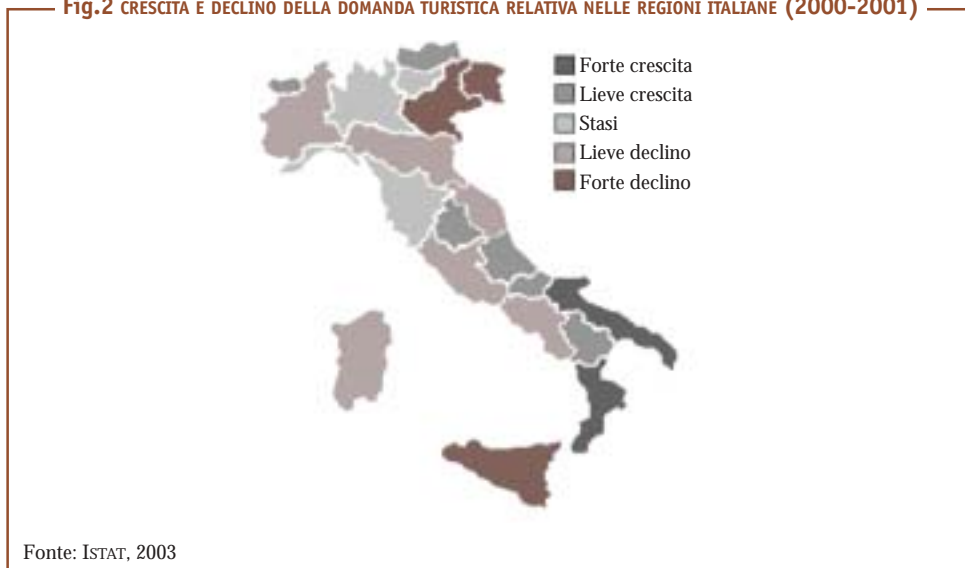 Fig.2 CRESCITA E DECLINO DELLA DOMANDA TURISTICA RELATIVA NELLE REGIONI ITALIANE (2000-2001)
Forte crescita
Lieve crescita
Stasi
Lieve declino
Forte declino
Fonte: ISTAT, 2003